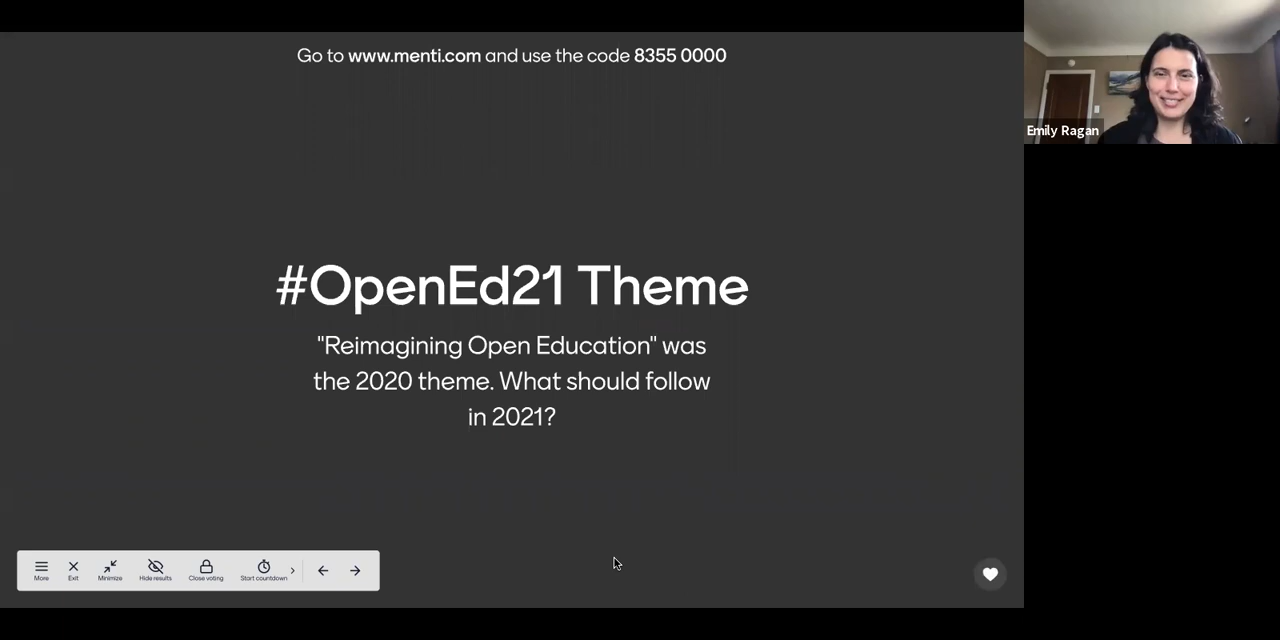 Go to www.menti.com and use the code 8355 0000
Emily Ragan
#OpenEd21 Theme
"Reimagining Open Education" was
the 2020 theme. What should follow
in 2021?
More
Exit
Minimize
Hide results
Close voting
Start countdown